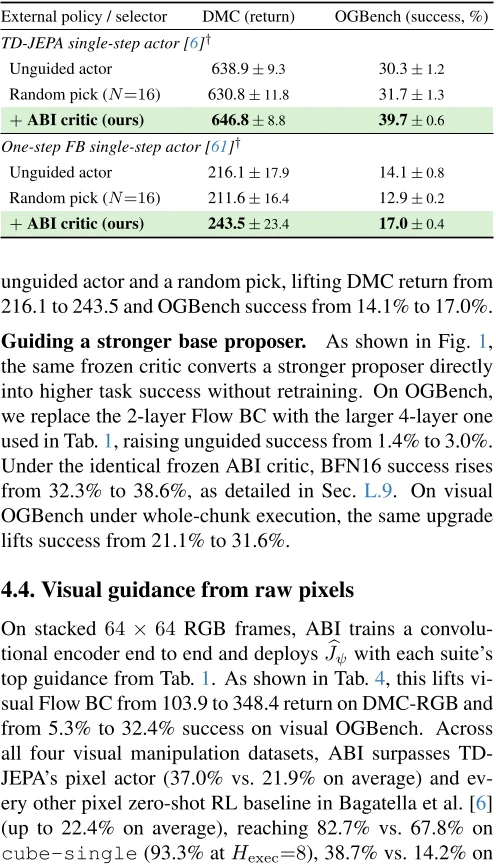 External policy / selector DMC (return) OGBench (success, %)
TD-JEPA single-step actor [6]†
Unguided actor 638.9 ± 9.3 30.3 ± 1.2
Random pick (N=16) 630.8 ± 11.8 31.7 ± 1.3
+ ABI critic (ours) 646.8 ± 8.8 39.7 ± 0.6
One-step FB single-step actor [61]†
Unguided actor 216.1 ± 17.9 14.1 ± 0.8
Random pick (N=16) 211.6 ± 16.4 12.9 ± 0.2
+ ABI critic (ours) 243.5 ± 23.4 17.0 ± 0.4
unguided actor and a random pick, lifting DMC return from
216.1 to 243.5 and OGBench success from 14.1% to 17.0%.
Guiding a stronger base proposer. As shown in Fig. 1,
the same frozen critic converts a stronger proposer directly
into higher task success without retraining. On OGBench,
we replace the 2-layer Flow BC with the larger 4-layer one
used in Tab. 1, raising unguided success from 1.4% to 3.0%.
Under the identical frozen ABI critic, BFN16 success rises
from 32.3% to 38.6%, as detailed in Sec. L.9. On visual
OGBench under whole-chunk execution, the same upgrade
lifts success from 21.1% to 31.6%.
4.4. Visual guidance from raw pixels
On stacked 64 × 64 RGB frames, ABI trains a convolu-
tional encoder end to end and deploys Ĵψ with each suite's
top guidance from Tab. 1. As shown in Tab. 4, this lifts vi-
sual Flow BC from 103.9 to 348.4 return on DMC-RGB and
from 5.3% to 32.4% success on visual OGBench. Across
all four visual manipulation datasets, ABI surpasses TD-
JEPA's pixel actor (37.0% vs. 21.9% on average) and ev-
ery other pixel zero-shot RL baseline in Bagatella et al. [6]
(up to 22.4% on average), reaching 82.7% vs. 67.8% on
cube-single (93.3% at Hexec=8), 38.7% vs. 14.2% on